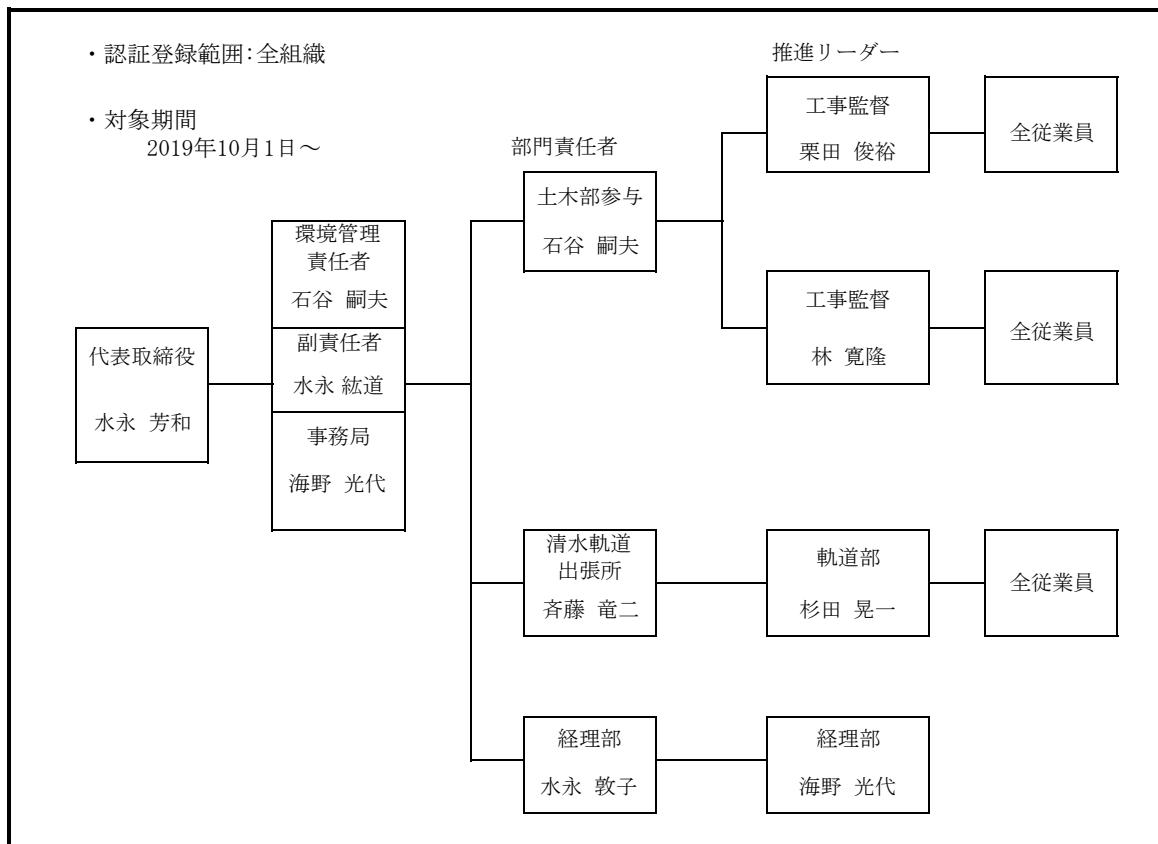 ・認証登録範囲:全組織
・対象期間
2019年10月1日～
推進リーダー
工事監督
栗田 俊裕
全従業員
部門責任者
土木部参与
石谷 嗣夫
環境管理
責任者
石谷 嗣夫
副責任者
水永 紘道
事務局
海野 光代
代表取締役
水永 芳和
工事監督
林 寛隆
全従業員
清水軌道
出張所
斉藤 竜二
軌道部
杉田 晃一
全従業員
経理部
水永 敦子
経理部
海野 光代